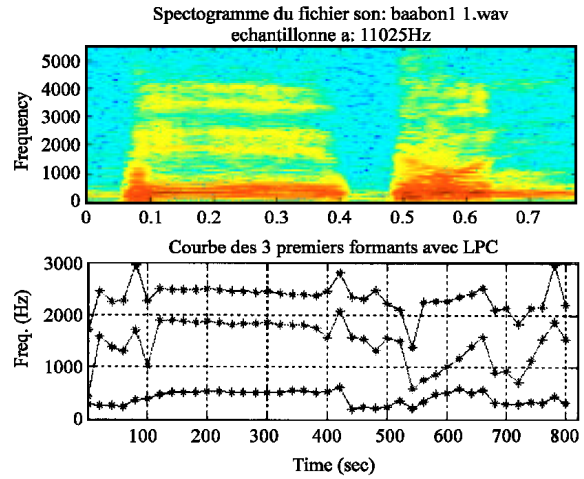 Spectogramme du fichier son: baabon1 1.wav
echantillonne a: 11025Hz
Frequency
5000
4000
3000
2000
1000
0
0 0.1 0.2 0.3 0.4 0.5 0.6 0.7
Courbe des 3 premiers formants avec LPC
Freq. (Hz)
3000
2000
1000
0
100 200 300 400 500 600 700 800
Time (sec)